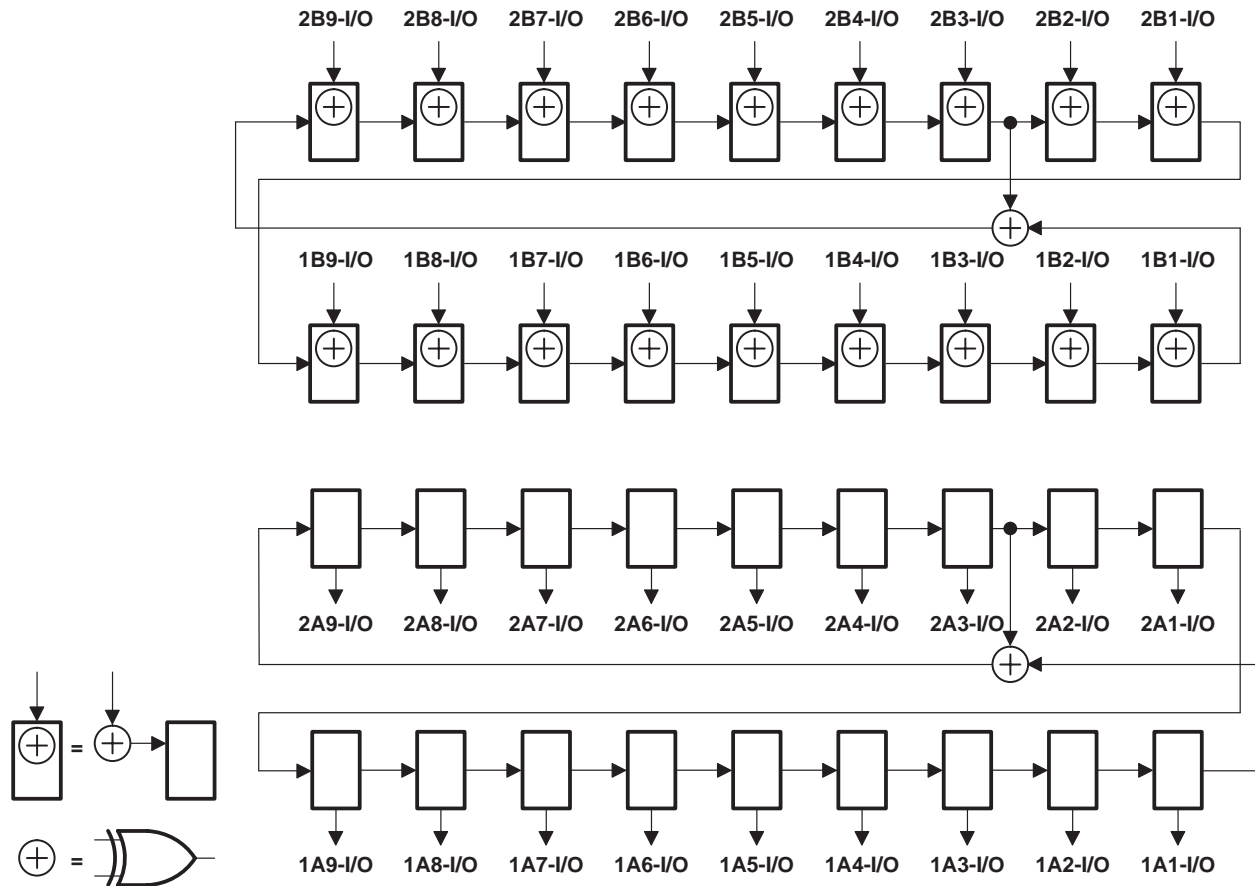 2B9-I/O 2B8-I/O 2B7-I/O 2B6-I/O 2B5-I/O 2B4-I/O 2B3-I/O 2B2-I/O 2B1-I/O
1B9-I/O 1B8-I/O 1B7-I/O 1B6-I/O 1B5-I/O 1B4-I/O 1B3-I/O 1B2-I/O 1B1-I/O
2A9-I/O 2A8-I/O 2A7-I/O 2A6-I/O 2A5-I/O 2A4-I/O 2A3-I/O 2A2-I/O 2A1-I/O
=
=
1A9-I/O 1A8-I/O 1A7-I/O 1A6-I/O 1A5-I/O 1A4-I/O 1A3-I/O 1A2-I/O 1A1-I/O